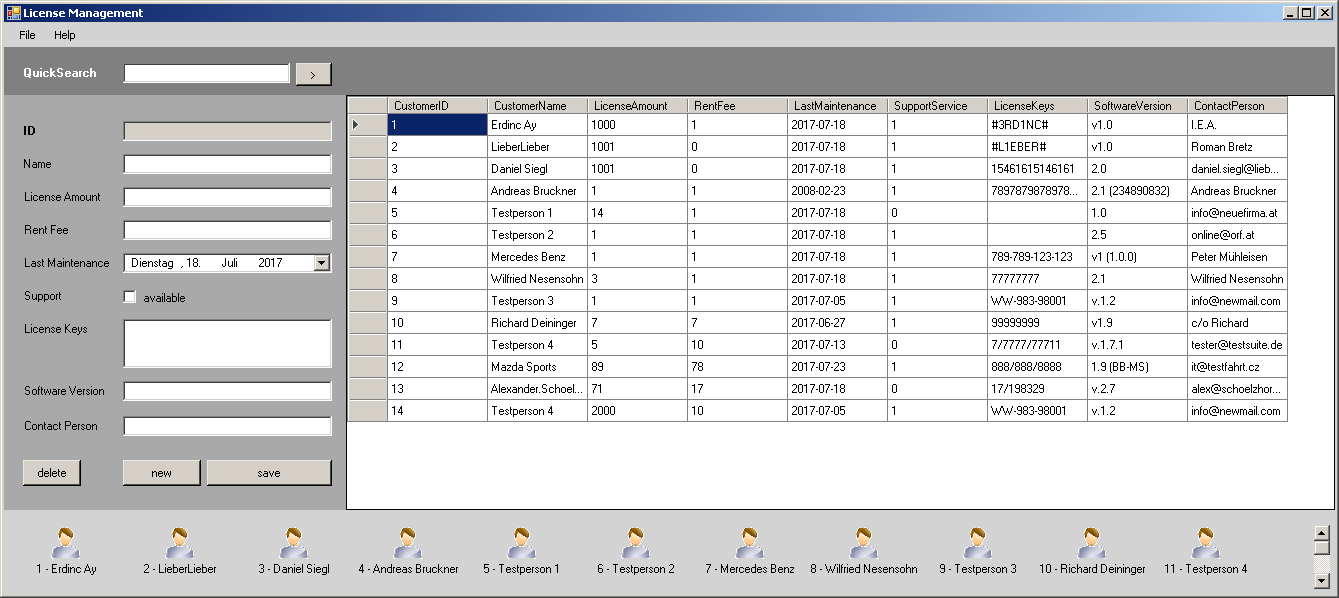 License Management
File Help
QuickSearch >
ID
Name
License Amount
Rent Fee
Last Maintenance Dienstag , 18. Juli 2017
Support available
License Keys
Software Version
Contact Person
delete new save
CustomerID CustomerName LicenseAmount RentFee LastMaintenance SupportService LicenseKeys SoftwareVersion ContactPerson
1 Erdinc Ay 1000 1 2017-07-18 1 #3RD1NC# v1.0 I.E.A.
2 LieberLieber 1001 0 2017-07-18 1 #L1EBER# v1.0 Roman Bretz
3 Daniel Siegl 1001 0 2017-07-18 1 15461615146161 2.0 daniel.siegl@lieb...
4 Andreas Bruckner 1 1 2008-02-23 1 7897879878978... 2.1 (234890832) Andreas Bruckner
5 Testperson 1 14 1 2017-07-18 0 1.0 info@neuefirma.at
6 Testperson 2 1 1 2017-07-18 1 2.5 online@orf.at
7 Mercedes Benz 1 1 2017-07-18 1 789-789-123-123 v1 (1.0.0) Peter Mühleisen
8 Wilfried Nesensohn 3 1 2017-07-18 1 77777777 2.1 Wilfried Nesensohn
9 Testperson 3 1 1 2017-07-05 1 WW-983-98001 v.1.2 info@newmail.com
10 Richard Deininger 7 7 2017-06-27 1 99999999 v1.9 c/o Richard
11 Testperson 4 5 10 2017-07-13 0 7/7777/77711 v.1.7.1 tester@testsuite.de
12 Mazda Sports 89 78 2017-07-23 1 888/888/8888 1.9 (BB-MS) it@testfahrt.cz
13 Alexander.Schoel... 71 17 2017-07-18 0 17/198329 v.2.7 alex@schoelzhor...
14 Testperson 4 2000 10 2017-07-05 1 WW-983-98001 v.1.2 info@newmail.com
1 - Erdinc Ay 2 - LieberLieber 3 - Daniel Siegl 4 - Andreas Bruckner 5 - Testperson 1 6 - Testperson 2 7 - Mercedes Benz 8 - Wilfried Nesensohn 9 - Testperson 3 10 - Richard Deininger 11 - Testperson 4